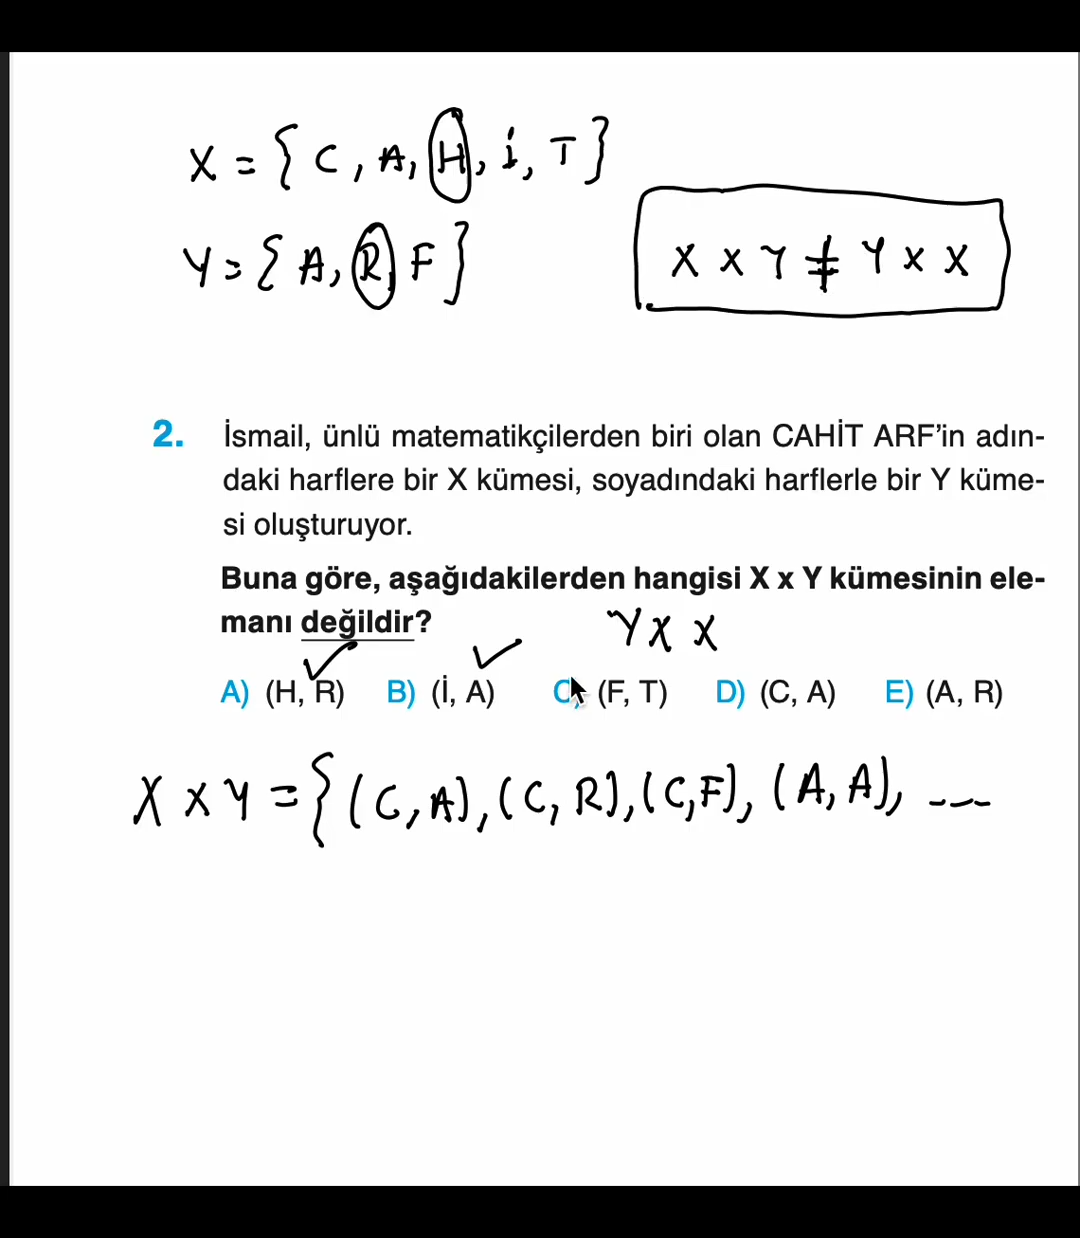 X = { C, A, H, İ, T }
Y = { A, R, F }
X x Y ≠ Y x X
2. İsmail, ünlü matematikçilerden biri olan CAHİT ARF'in adın-
daki harflere bir X kümesi, soyadındaki harflerle bir Y küme-
si oluşturuyor.
Buna göre, aşağıdakilerden hangisi X x Y kümesinin ele-
manı değildir?
Y x X
A) (H, R) B) (İ, A) C) (F, T) D) (C, A) E) (A, R)
X x Y = { (C, A), (C, R), (C, F), (A, A), ---